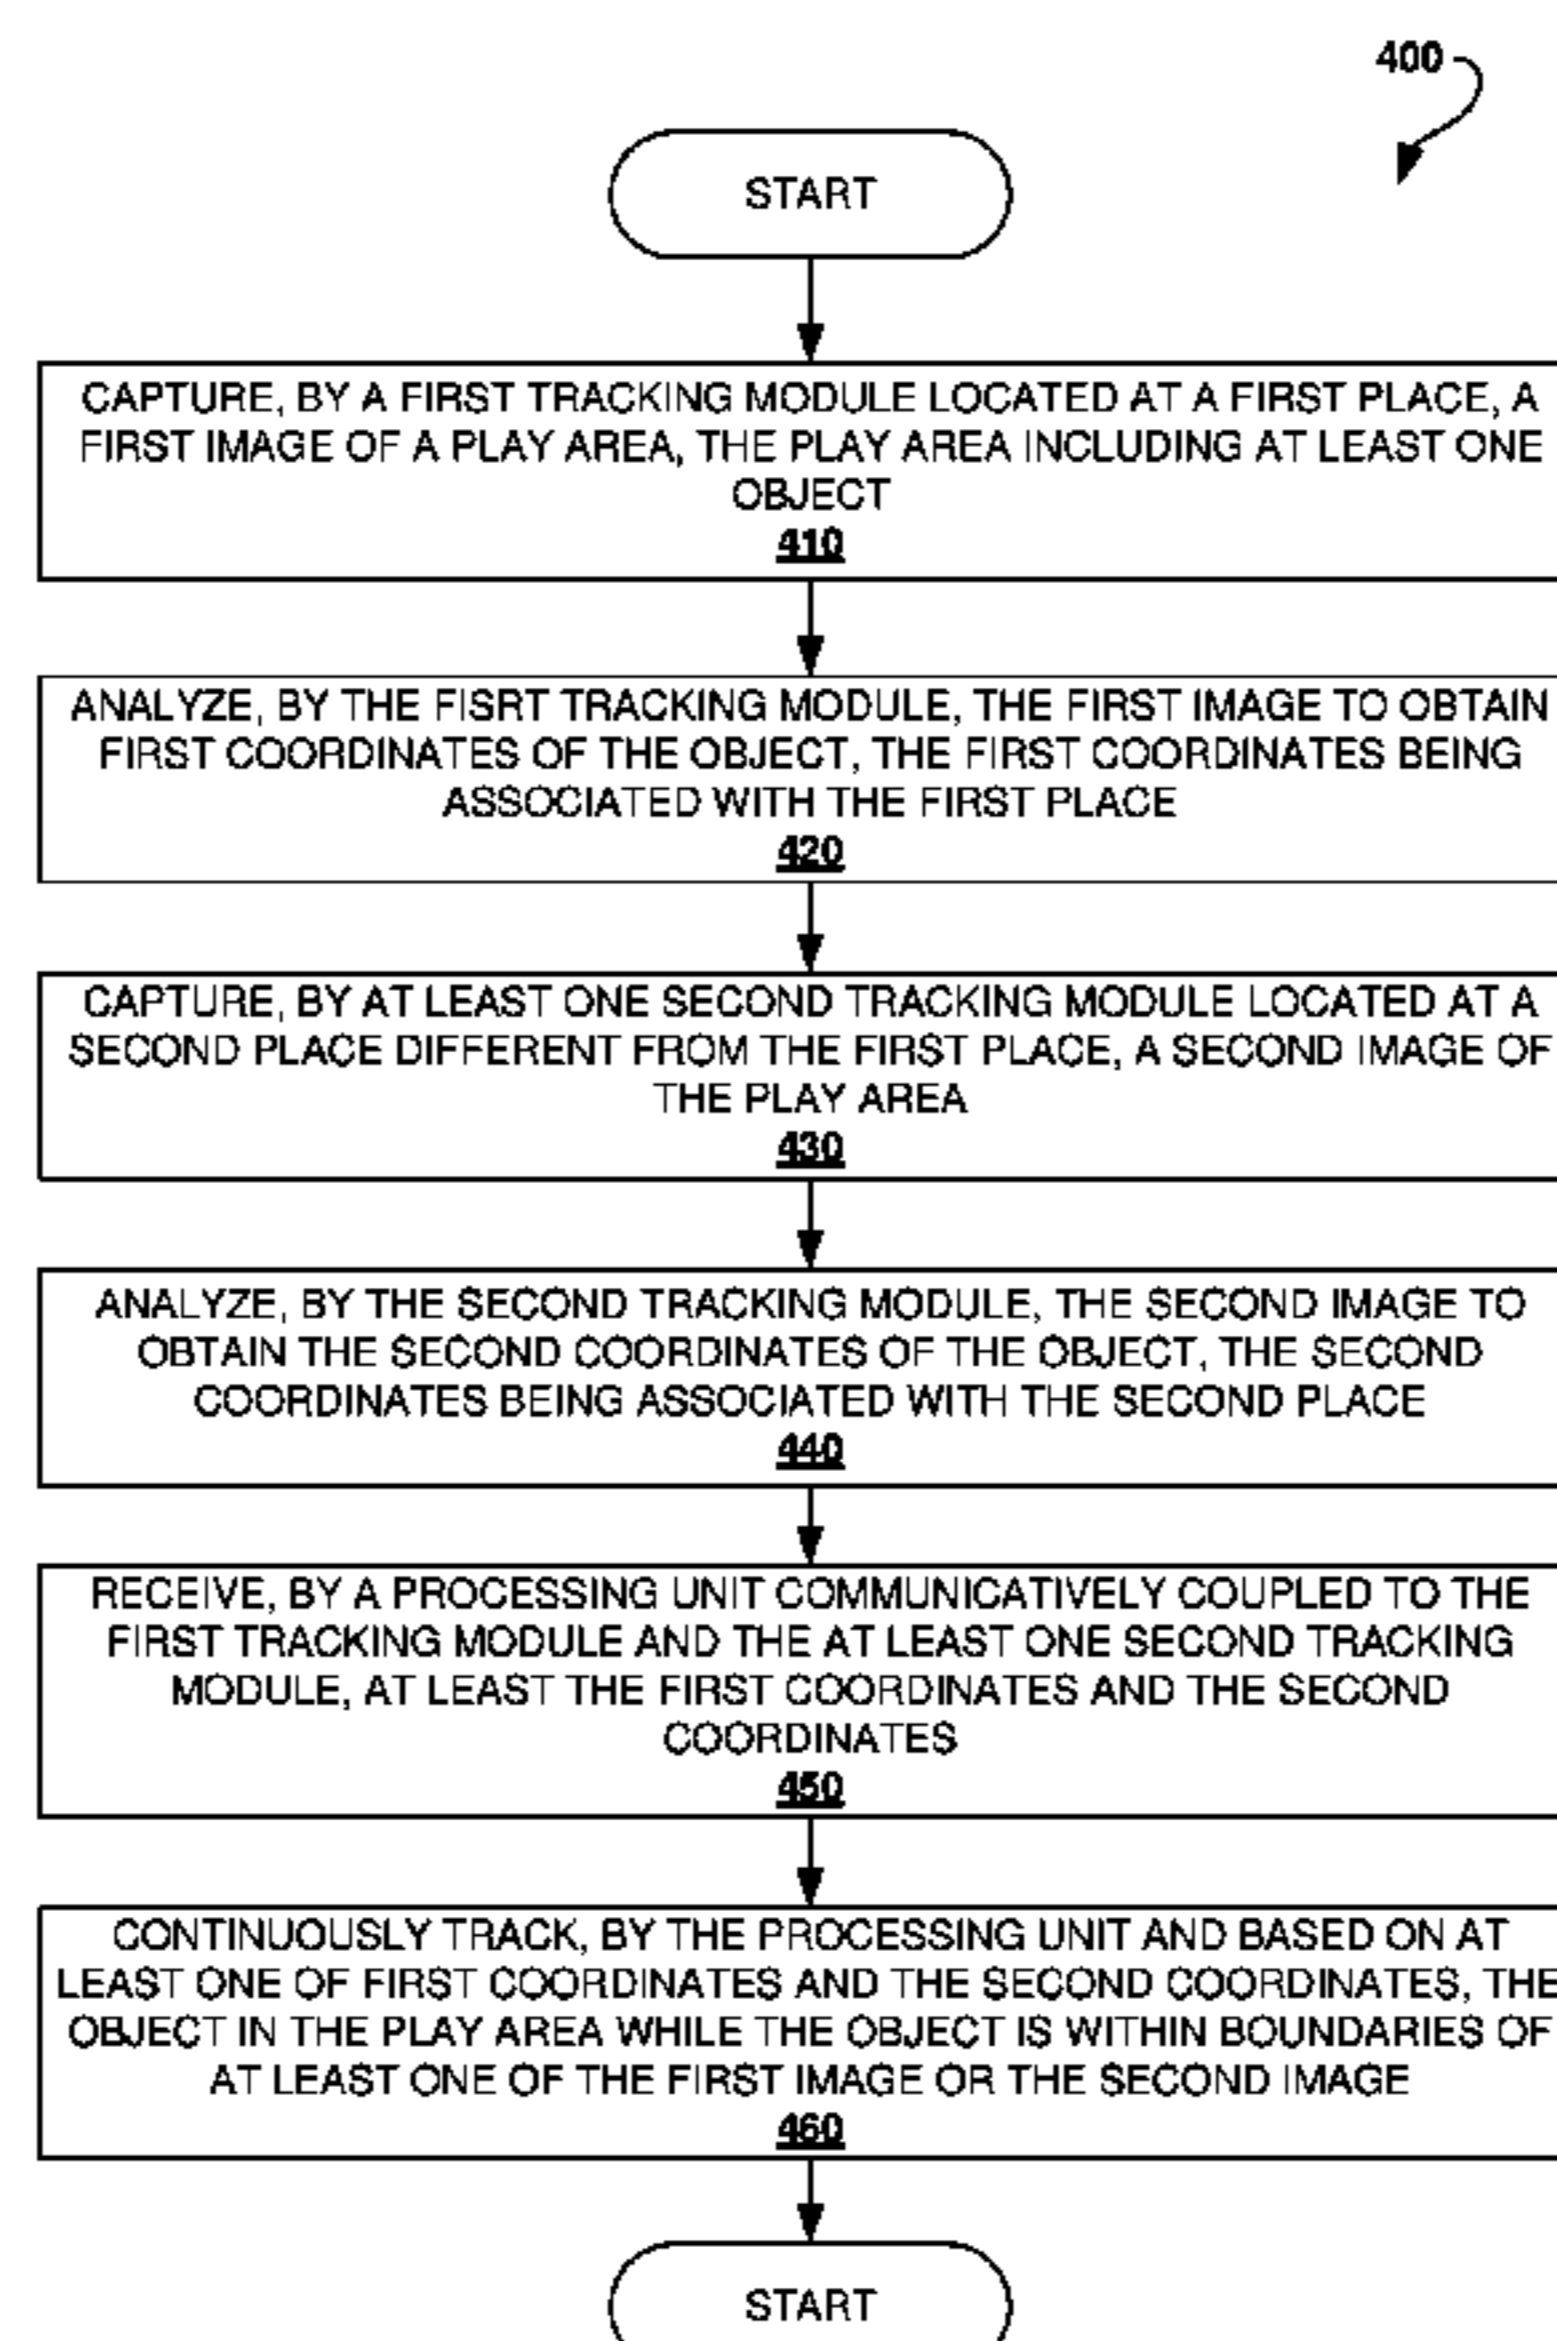 400
START
CAPTURE, BY A FIRST TRACKING MODULE LOCATED AT A FIRST PLACE, A
FIRST IMAGE OF A PLAY AREA, THE PLAY AREA INCLUDING AT LEAST ONE
OBJECT
410
ANALYZE, BY THE FISRT TRACKING MODULE, THE FIRST IMAGE TO OBTAIN
FIRST COORDINATES OF THE OBJECT, THE FIRST COORDINATES BEING
ASSOCIATED WITH THE FIRST PLACE
420
CAPTURE, BY AT LEAST ONE SECOND TRACKING MODULE LOCATED AT A
SECOND PLACE DIFFERENT FROM THE FIRST PLACE, A SECOND IMAGE OF
THE PLAY AREA
430
ANALYZE, BY THE SECOND TRACKING MODULE, THE SECOND IMAGE TO
OBTAIN THE SECOND COORDINATES OF THE OBJECT, THE SECOND
COORDINATES BEING ASSOCIATED WITH THE SECOND PLACE
440
RECEIVE, BY A PROCESSING UNIT COMMUNICATIVELY COUPLED TO THE
FIRST TRACKING MODULE AND THE AT LEAST ONE SECOND TRACKING
MODULE, AT LEAST THE FIRST COORDINATES AND THE SECOND
COORDINATES
450
CONTINUOUSLY TRACK, BY THE PROCESSING UNIT AND BASED ON AT
LEAST ONE OF FIRST COORDINATES AND THE SECOND COORDINATES, THE
OBJECT IN THE PLAY AREA WHILE THE OBJECT IS WITHIN BOUNDARIES OF
AT LEAST ONE OF THE FIRST IMAGE OR THE SECOND IMAGE
460
START